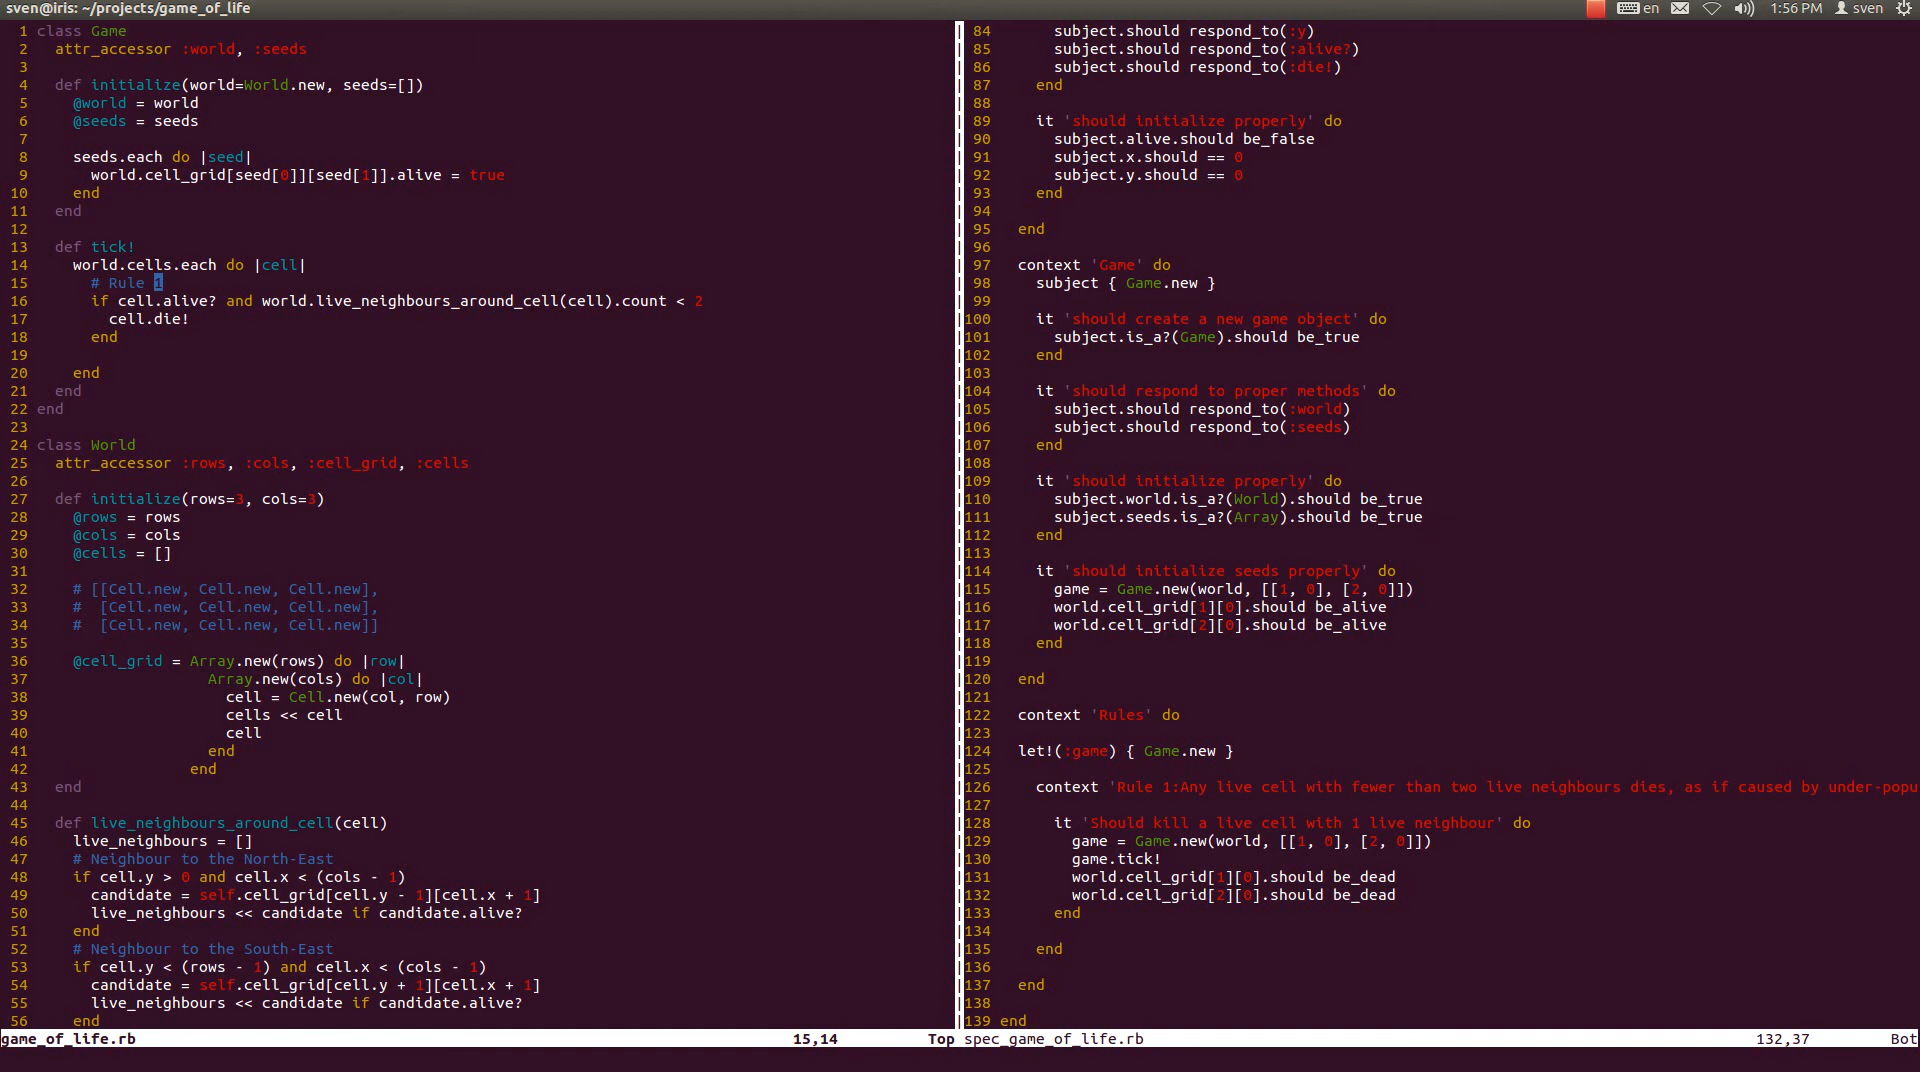 sven@iris: ~/projects/game_of_life
en 1:56 PM sven
1 class Game
2   attr_accessor :world, :seeds
3
4   def initialize(world=World.new, seeds=[])
5     @world = world
6     @seeds = seeds
7
8     seeds.each do |seed|
9       world.cell_grid[seed[0]][seed[1]].alive = true
10     end
11   end
12
13   def tick!
14     world.cells.each do |cell|
15       # Rule 1
16       if cell.alive? and world.live_neighbours_around_cell(cell).count < 2
17         cell.die!
18       end
19
20     end
21   end
22 end
23
24 class World
25   attr_accessor :rows, :cols, :cell_grid, :cells
26
27   def initialize(rows=3, cols=3)
28     @rows = rows
29     @cols = cols
30     @cells = []
31
32     # [[Cell.new, Cell.new, Cell.new],
33     #  [Cell.new, Cell.new, Cell.new],
34     #  [Cell.new, Cell.new, Cell.new]]
35
36     @cell_grid = Array.new(rows) do |row|
37                    Array.new(cols) do |col|
38                      cell = Cell.new(col, row)
39                      cells << cell
40                      cell
41                    end
42                  end
43   end
44
45   def live_neighbours_around_cell(cell)
46     live_neighbours = []
47     # Neighbour to the North-East
48     if cell.y > 0 and cell.x < (cols - 1)
49       candidate = self.cell_grid[cell.y - 1][cell.x + 1]
50       live_neighbours << candidate if candidate.alive?
51     end
52     # Neighbour to the South-East
53     if cell.y < (rows - 1) and cell.x < (cols - 1)
54       candidate = self.cell_grid[cell.y + 1][cell.x + 1]
55       live_neighbours << candidate if candidate.alive?
56     end
game_of_life.rb 15,14 Top
84       subject.should respond_to(:y)
85       subject.should respond_to(:alive?)
86       subject.should respond_to(:die!)
87     end
88
89     it 'should initialize properly' do
90       subject.alive.should be_false
91       subject.x.should == 0
92       subject.y.should == 0
93     end
94
95   end
96
97   context 'Game' do
98     subject { Game.new }
99
100     it 'should create a new game object' do
101       subject.is_a?(Game).should be_true
102     end
103
104     it 'should respond to proper methods' do
105       subject.should respond_to(:world)
106       subject.should respond_to(:seeds)
107     end
108
109     it 'should initialize properly' do
110       subject.world.is_a?(World).should be_true
111       subject.seeds.is_a?(Array).should be_true
112     end
113
114     it 'should initialize seeds properly' do
115       game = Game.new(world, [[1, 0], [2, 0]])
116       world.cell_grid[1][0].should be_alive
117       world.cell_grid[2][0].should be_alive
118     end
119
120   end
121
122   context 'Rules' do
123
124   let!(:game) { Game.new }
125
126     context 'Rule 1:Any live cell with fewer than two live neighbours dies, as if caused by under-popu
127
128       it 'Should kill a live cell with 1 live neighbour' do
129         game = Game.new(world, [[1, 0], [2, 0]])
130         game.tick!
131         world.cell_grid[1][0].should be_dead
132         world.cell_grid[2][0].should be_dead
133       end
134
135     end
136
137   end
138
139 end
spec_game_of_life.rb 132,37 Bot